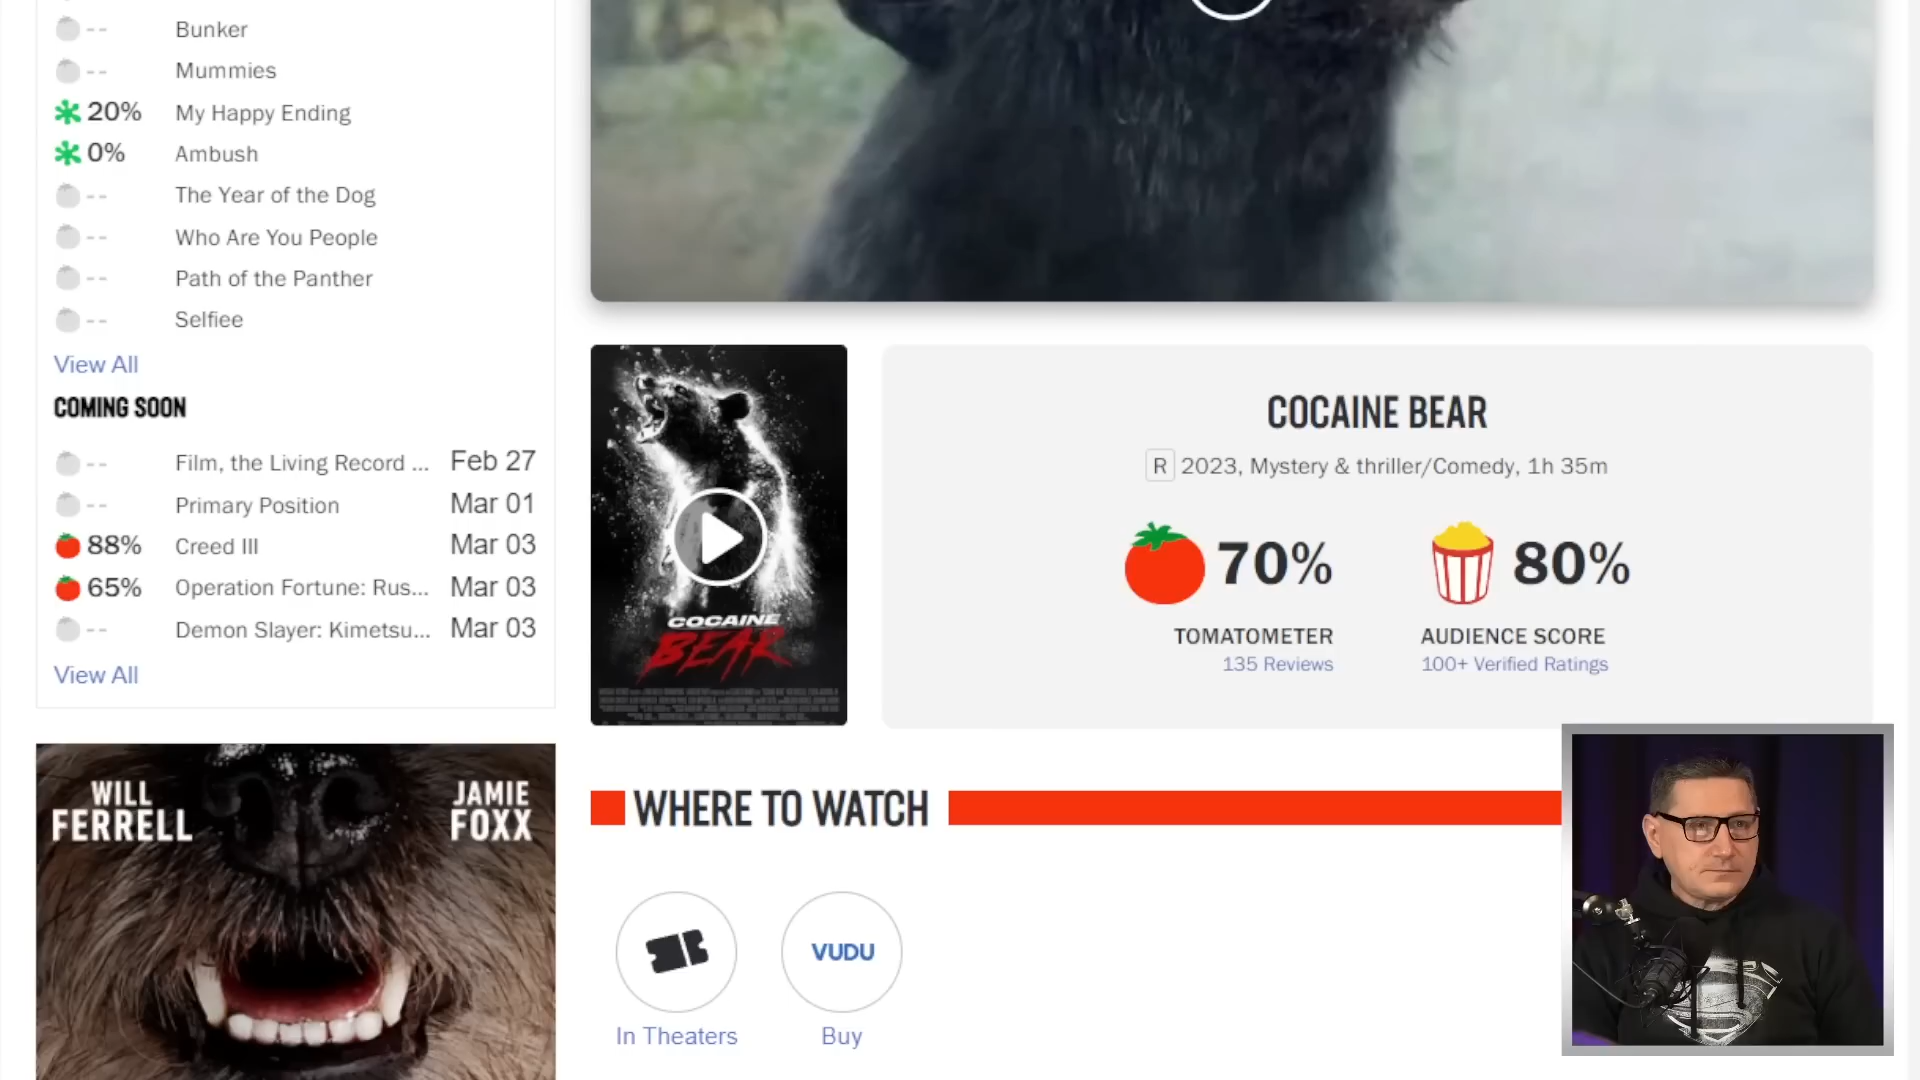 -- Bunker
-- Mummies
20% My Happy Ending
0% Ambush
-- The Year of the Dog
-- Who Are You People
-- Path of the Panther
-- Selfiee
View All
COMING SOON
-- Film, the Living Record ... Feb 27
-- Primary Position Mar 01
88% Creed III Mar 03
65% Operation Fortune: Rus... Mar 03
-- Demon Slayer: Kimetsu... Mar 03
View All
WILL FERRELL
JAMIE FOXX
COCAINE
BEAR
COCAINE BEAR
R 2023, Mystery & thriller/Comedy, 1h 35m
70% 80%
TOMATOMETER AUDIENCE SCORE
135 Reviews 100+ Verified Ratings
WHERE TO WATCH
VUDU
In Theaters Buy